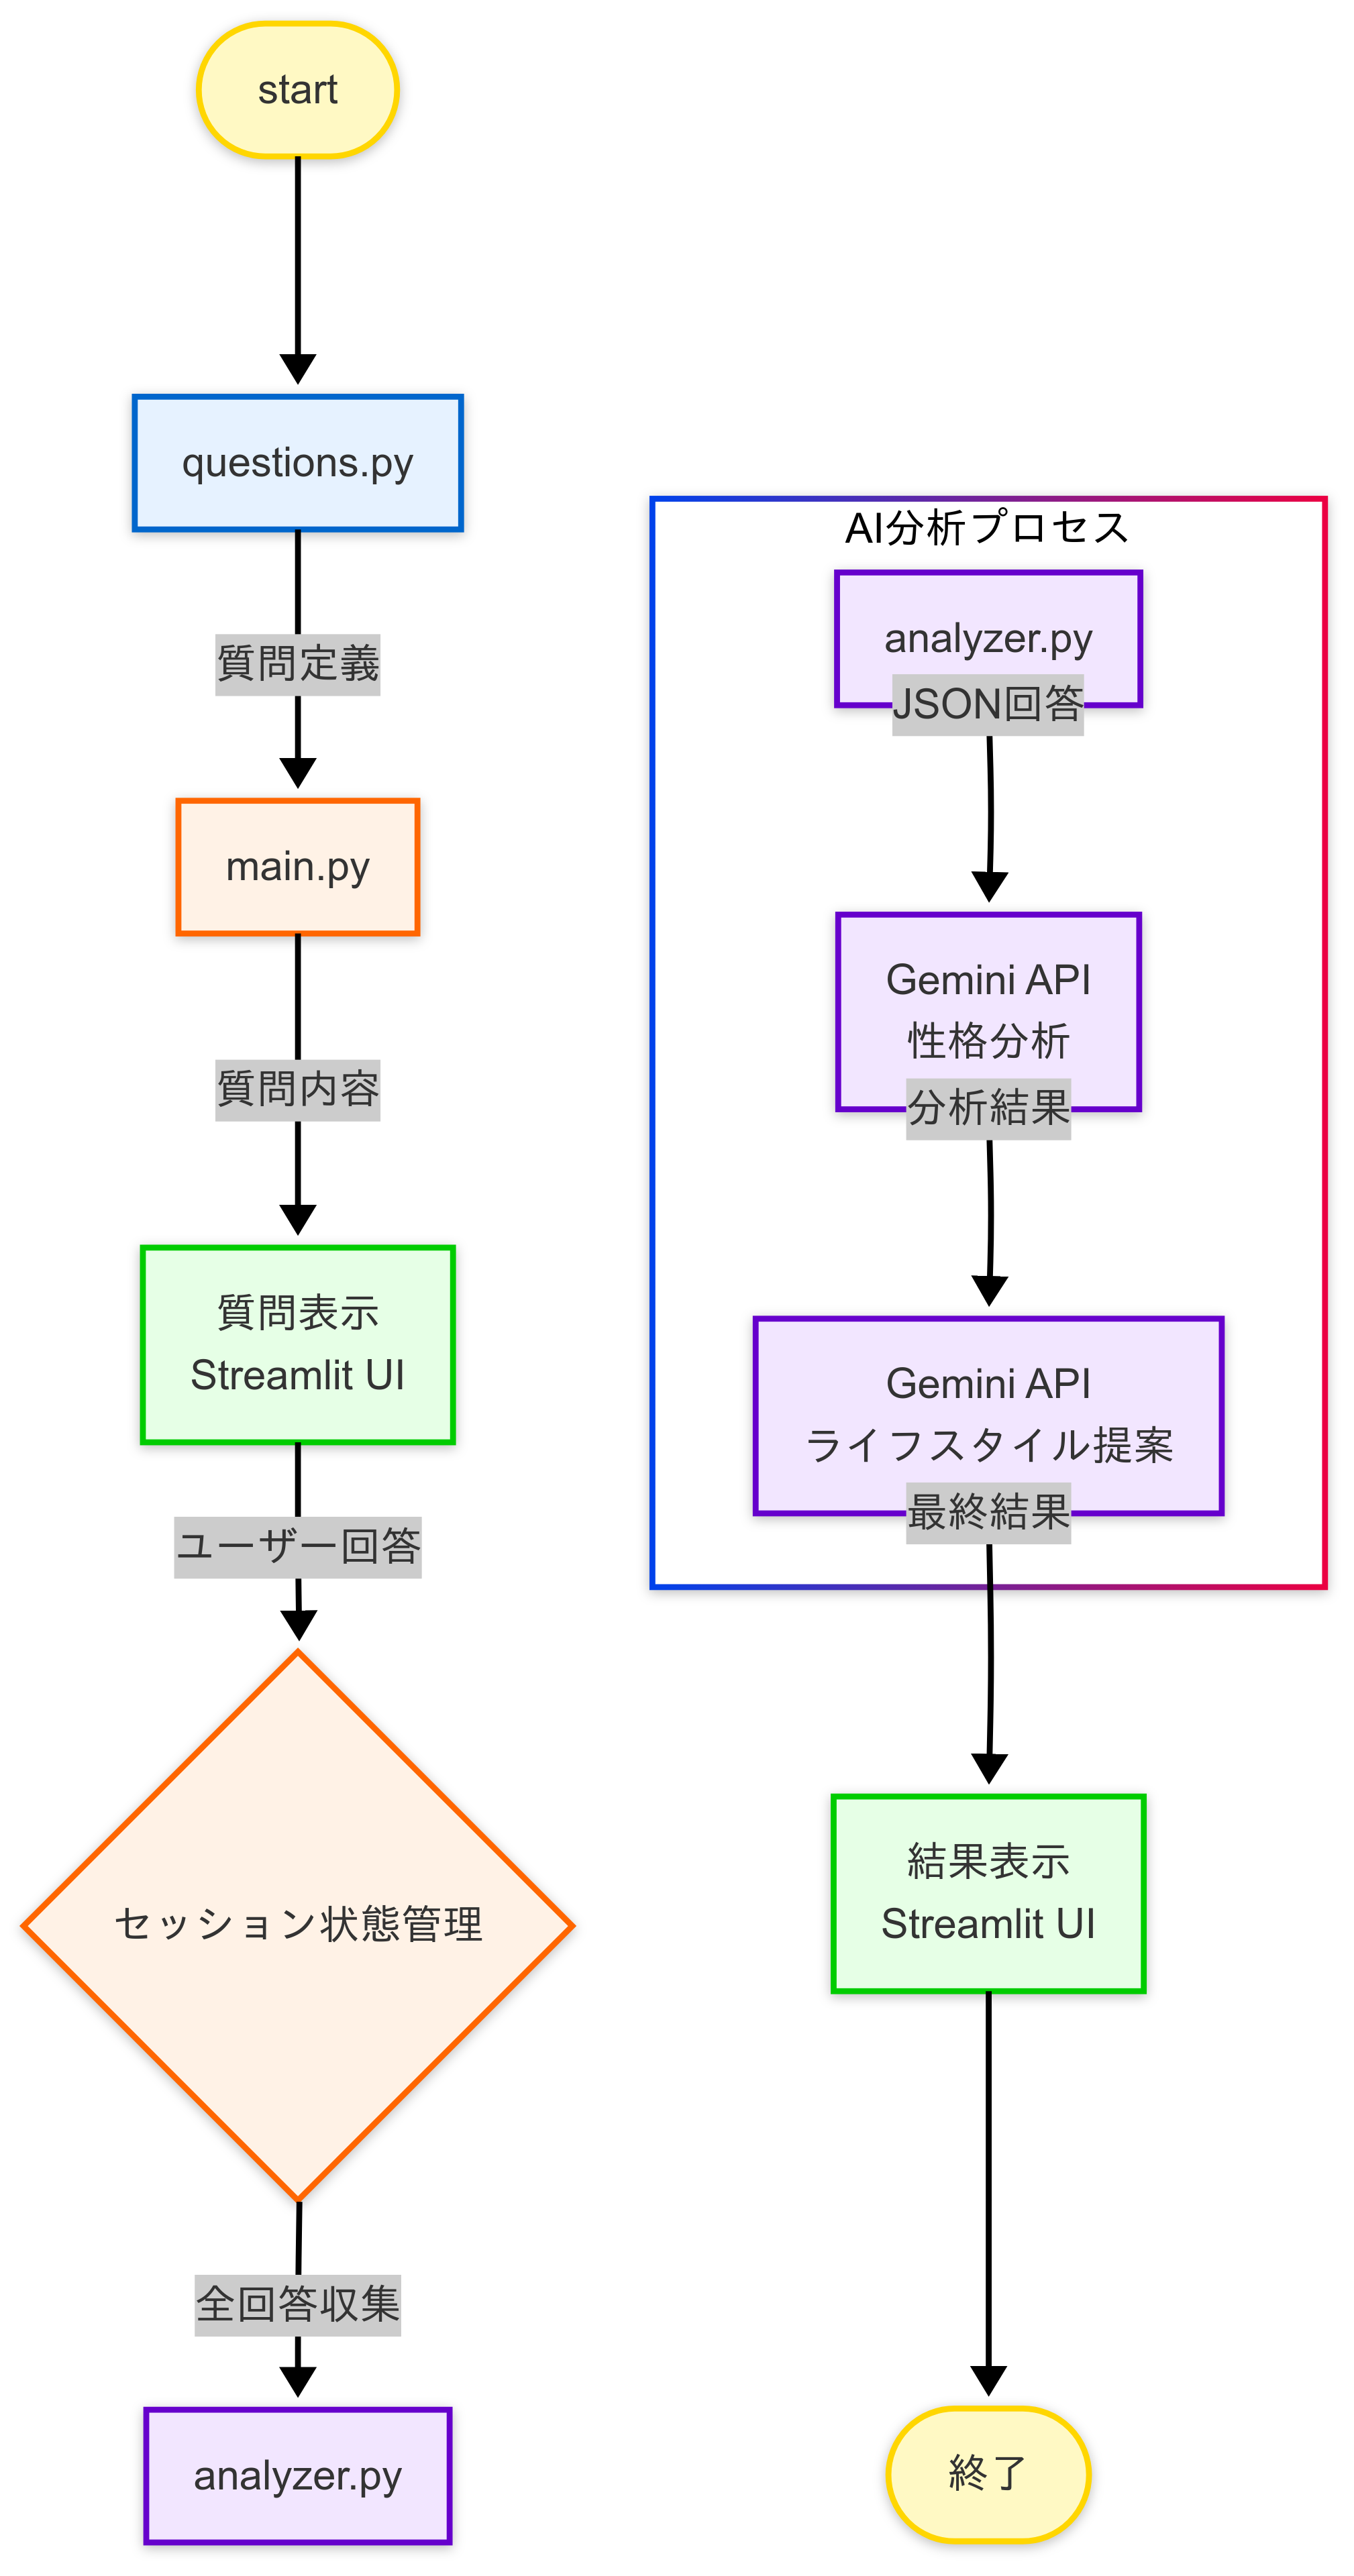 start
questions.py
質問定義
main.py
質問内容
質問表示
Streamlit UI
ユーザー回答
セッション状態管理
全回答収集
analyzer.py
AI分析プロセス
analyzer.py
JSON回答
Gemini API
性格分析
分析結果
Gemini API
ライフスタイル提案
最終結果
結果表示
Streamlit UI
終了